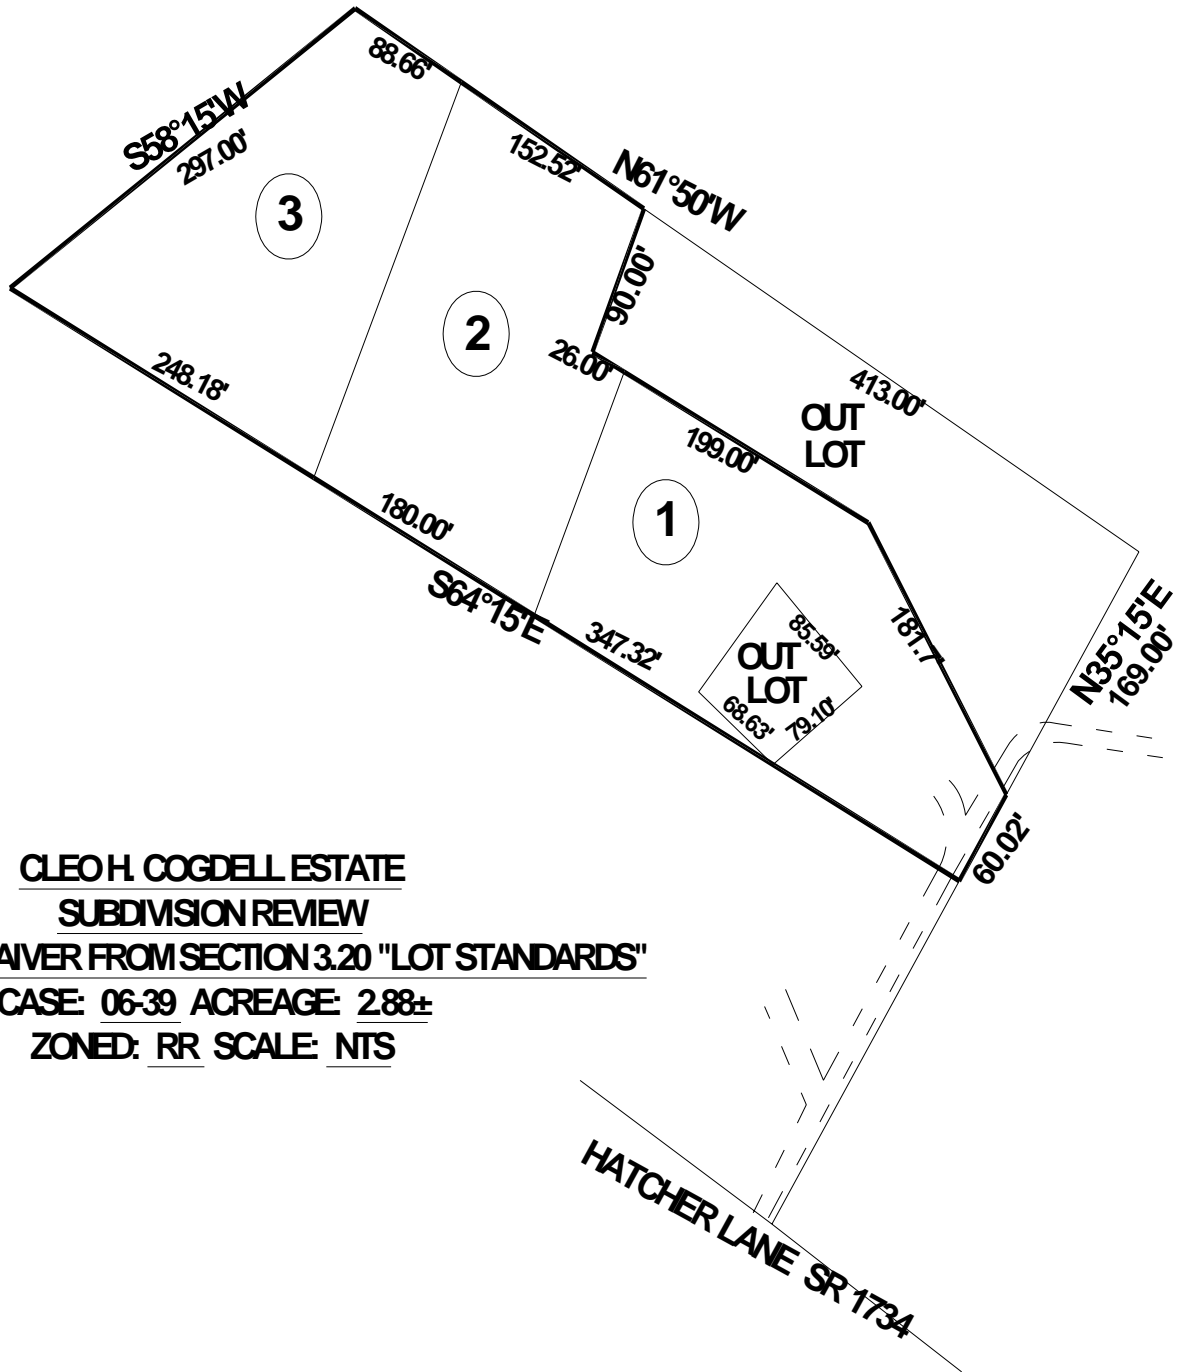 88.66'
S58°15'W
297.00'
152.52'
N61°50'W
3
90.00'
2
26.00'
248.18'
413.00'
OUT
LOT
199.00'
180.00'
1
S64°15'E
347.32'
85.59'
OUT
LOT
68.63'
79.10'
181.7'
N35°15'E
169.00'
60.02'
CLEO H. COGDELL ESTATE
SUBDIVISION REVIEW
AIVER FROM SECTION 3.20 "LOT STANDARDS"
CASE: 06-39 ACREAGE: 2.88±
ZONED: RR SCALE: NTS
HATCHER LANE SR 1734